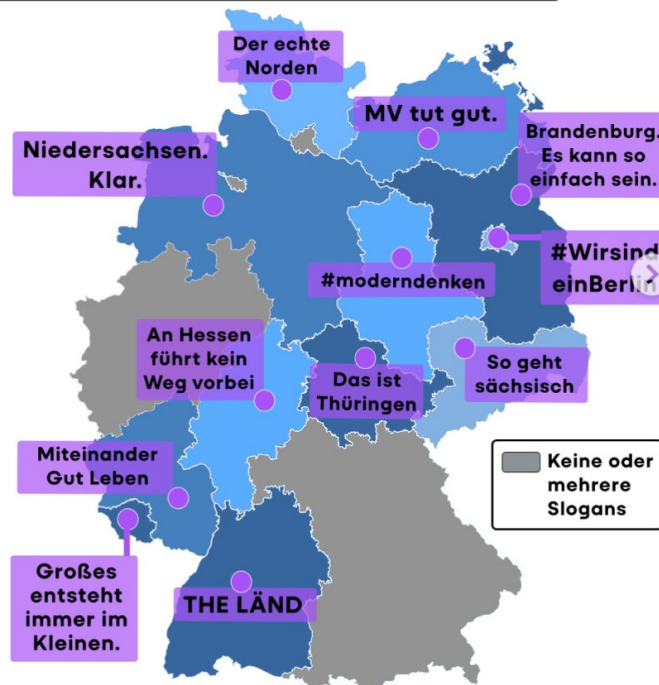 Der echte
Norden
MV tut gut.
Niedersachsen.
Klar.
Brandenburg.
Es kann so
einfach sein.
#Wirsind
einBerlin
#moderndenken
An Hessen
führt kein
Weg vorbei
Das ist
Thüringen
So geht
sächsisch
Miteinander
Gut Leben
Keine oder
mehrere
Slogans
Großes
entsteht
immer im
Kleinen.
THE LÄND